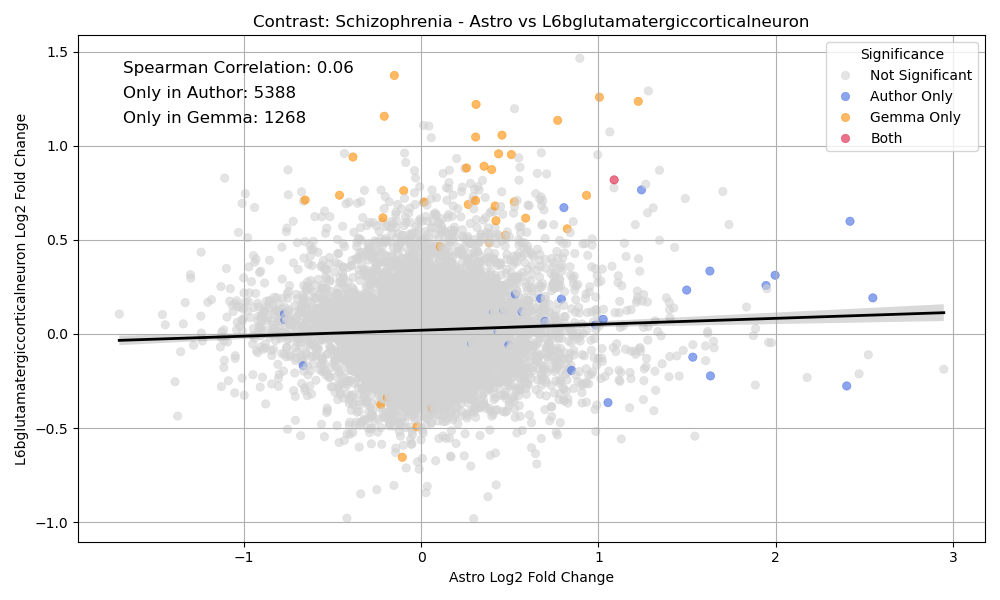 Contrast: Schizophrenia - Astro vs L6bglutamatergiccorticalneuron
Spearman Correlation: 0.06
Only in Author: 5388
Only in Gemma: 1268
Significance
Not Significant
Author Only
Gemma Only
Both
L6bglutamatergiccorticalneuron Log2 Fold Change
1.5
1.0
0.5
0.0
−0.5
−1.0
−1 0 1 2 3
Astro Log2 Fold Change